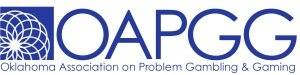 OAPGG
Oklahoma Association on Problem Gambling & Gaming